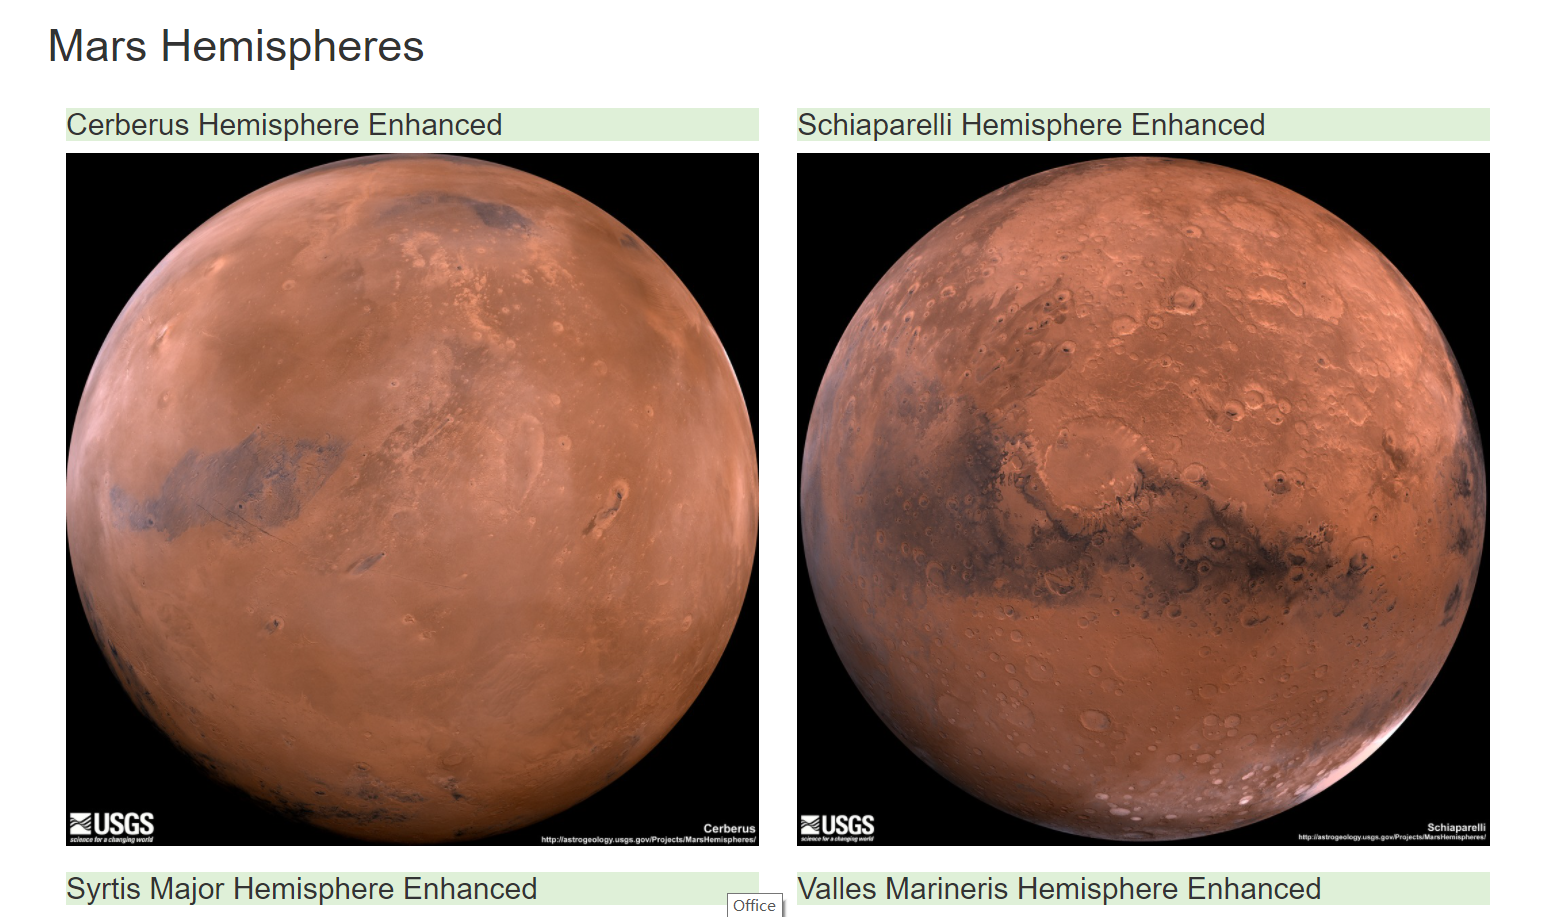 Mars Hemispheres
Cerberus Hemisphere Enhanced
Schiaparelli Hemisphere Enhanced
USGS
science for a changing world
Cerberus
http://astrogeology.usgs.gov/Projects/MarsHemispheres/
USGS
science for a changing world
Schiaparelli
http://astrogeology.usgs.gov/Projects/MarsHemispheres/
Syrtis Major Hemisphere Enhanced
Valles Marineris Hemisphere Enhanced
Office